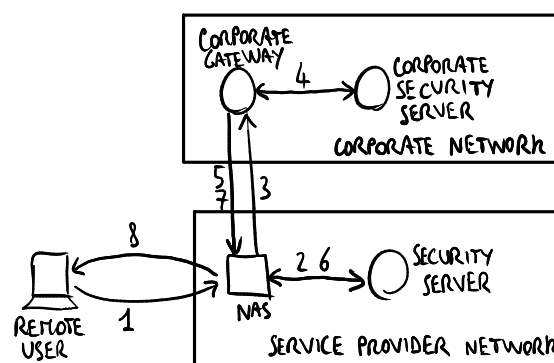 CORPORATE
GATEWAY
4
CORPORATE
SECURITY
SERVER
CORPORATE NETWORK
5
7
3
8
2 6
SECURITY
SERVER
NAS
1
REMOTE
USER
SERVICE PROVIDER NETWORK